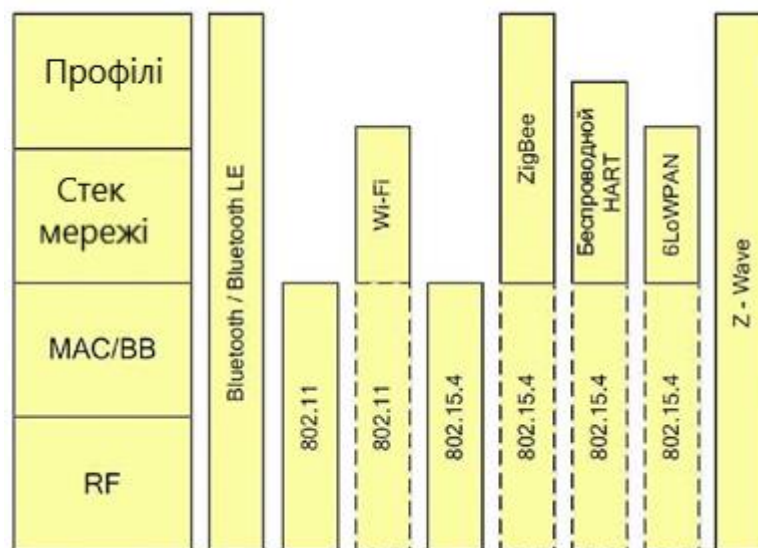 Профілі
Стек
мережі
MAC/BB
RF
Bluetooth / Bluetooth LE
802.11
Wi-Fi
802.11
802.15.4
ZigBee
802.15.4
Беспроводной
HART
802.15.4
6LoWPAN
802.15.4
Z - Wave